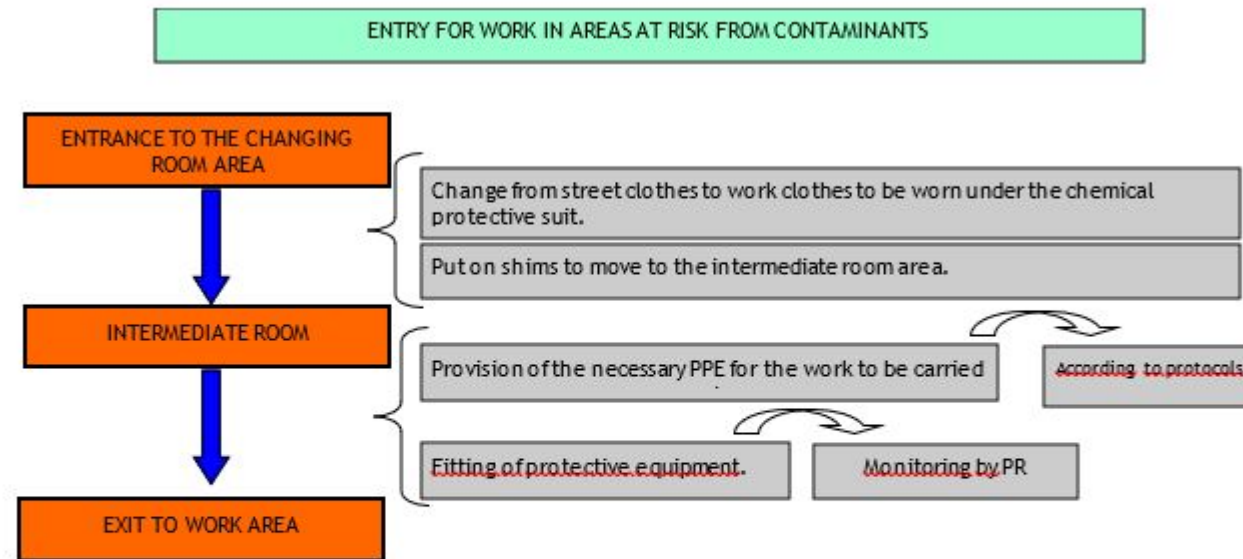 ENTRY FOR WORK IN AREAS AT RISK FROM CONTAMINANTS
ENTRANCE TO THE CHANGING
ROOM AREA
Change from street clothes to work clothes to be worn under the chemical
protective suit.
Put on shims to move to the intermediate room area.
INTERMEDIATE ROOM
Provision of the necessary PPE for the work to be carried
According to protocols
Fitting of protective equipment.
Monitoring by PR
EXIT TO WORK AREA